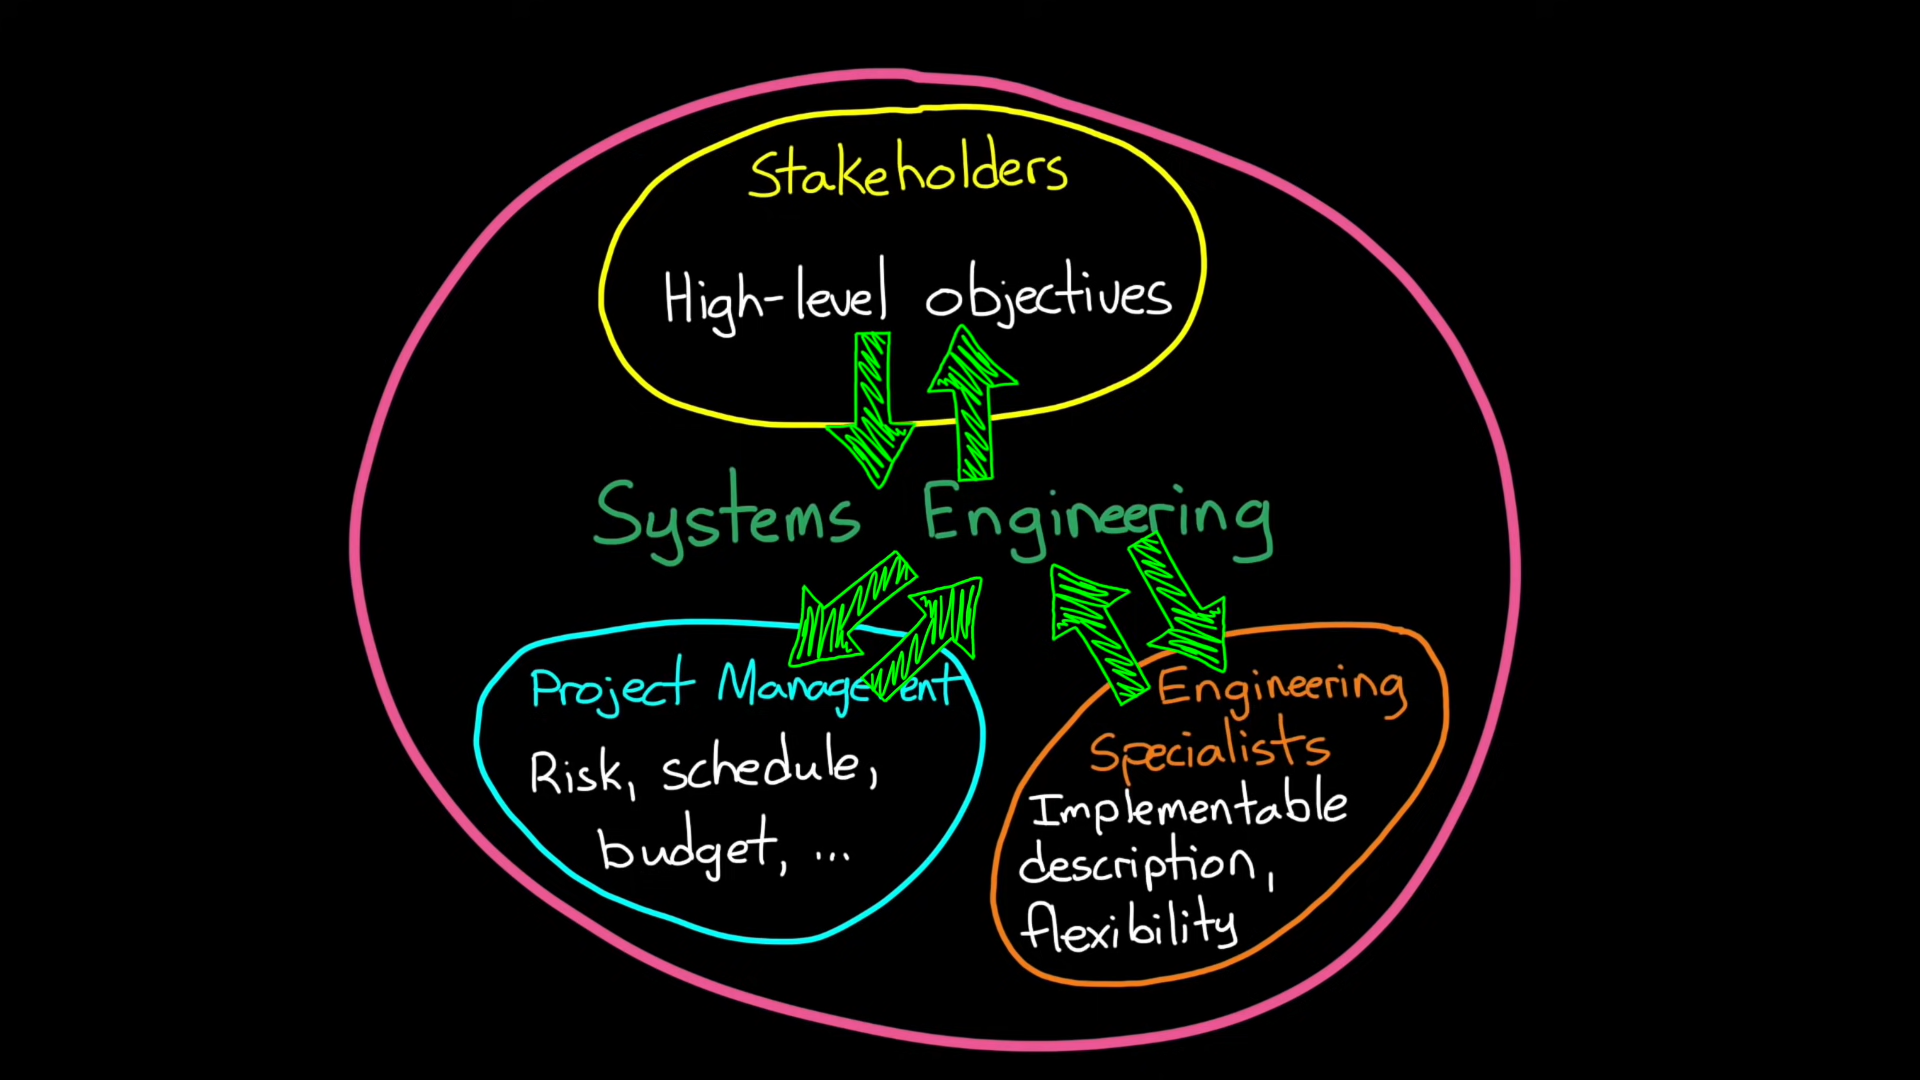 Stakeholders
High-level objectives
Systems Engineering
Project Management
Risk, schedule,
budget, ...
Engineering
Specialists
Implementable
description,
flexibility